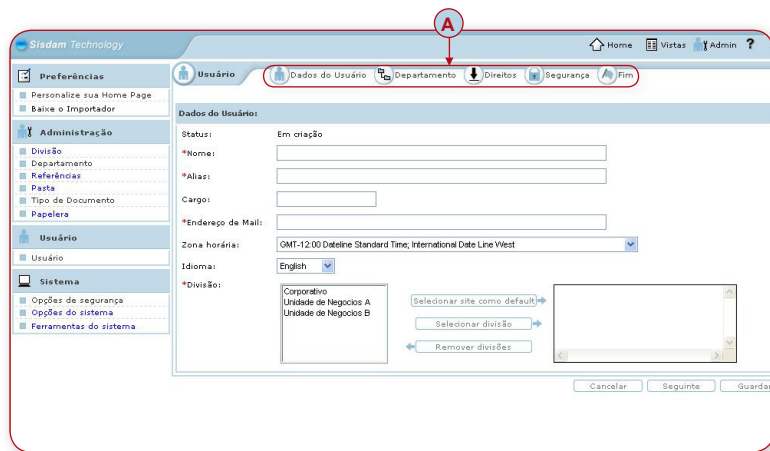 A
Sisdam Technology
Home Vistas Admin ?
Preferências
Personalize sua Home Page
Baixe o Importador
Administração
Divisão
Departamento
Referências
Pasta
Tipo de Documento
Papelera
Usuário
Usuário
Sistema
Opções de segurança
Opções do sistema
Ferramentas do sistema
Usuário Dados do Usuário Departamento Direitos Segurança Fim
Dados do Usuário:
Status: Em criação
*Nome:
*Alias:
Cargo:
*Endereço de Mail:
Zona horária: GMT-12:00 Dateline Standard Time; International Date Line West
Idioma: English
*Divisão:
Corporativo
Unidade de Negocios A
Unidade de Negocios B
Selecionar site como default
Selecionar divisão
Remover divisões
Cancelar Seguinte Guardar